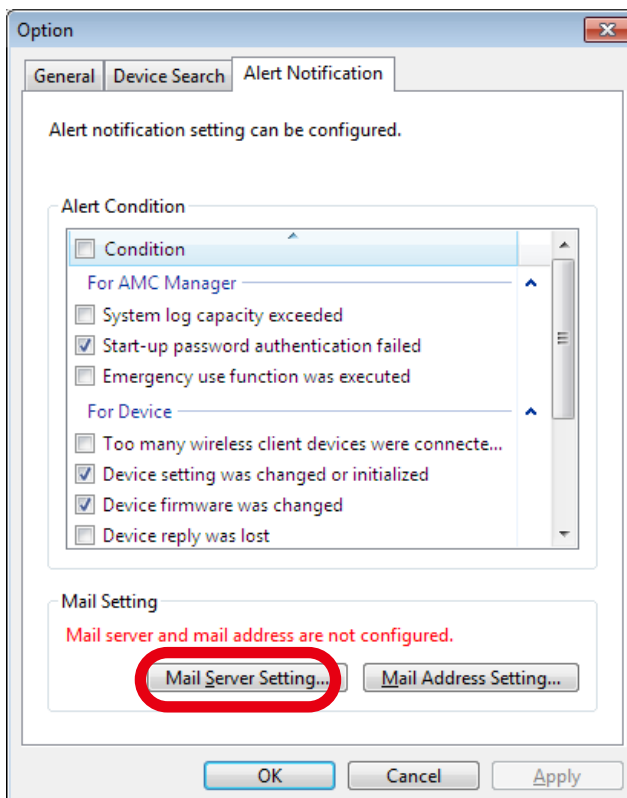 Option
General Device Search Alert Notification
Alert notification setting can be configured.
Alert Condition
Condition
For AMC Manager
System log capacity exceeded
Start-up password authentication failed
Emergency use function was executed
For Device
Too many wireless client devices were connecte...
Device setting was changed or initialized
Device firmware was changed
Device reply was lost
Mail Setting
Mail server and mail address are not configured.
Mail Server Setting... Mail Address Setting...
OK Cancel Apply